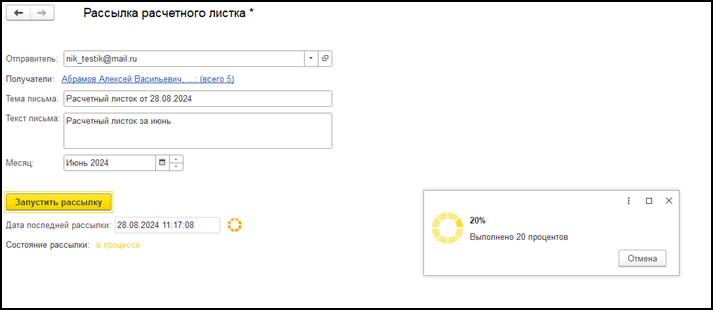 Рассылка расчетного листка *
Отправитель: nik_testik@mail.ru
Получатели: Абрамов Алексей Васильевич, ...; (всего 5)
Тема письма: Расчетный листок от 28.08.2024
Текст письма: Расчетный листок за июнь
Месяц: Июнь 2024
Запустить рассылку
Дата последней рассылки: 28.08.2024 11:17:08
Состояние рассылки: в процессе
20%
Выполнено 20 процентов
Отмена